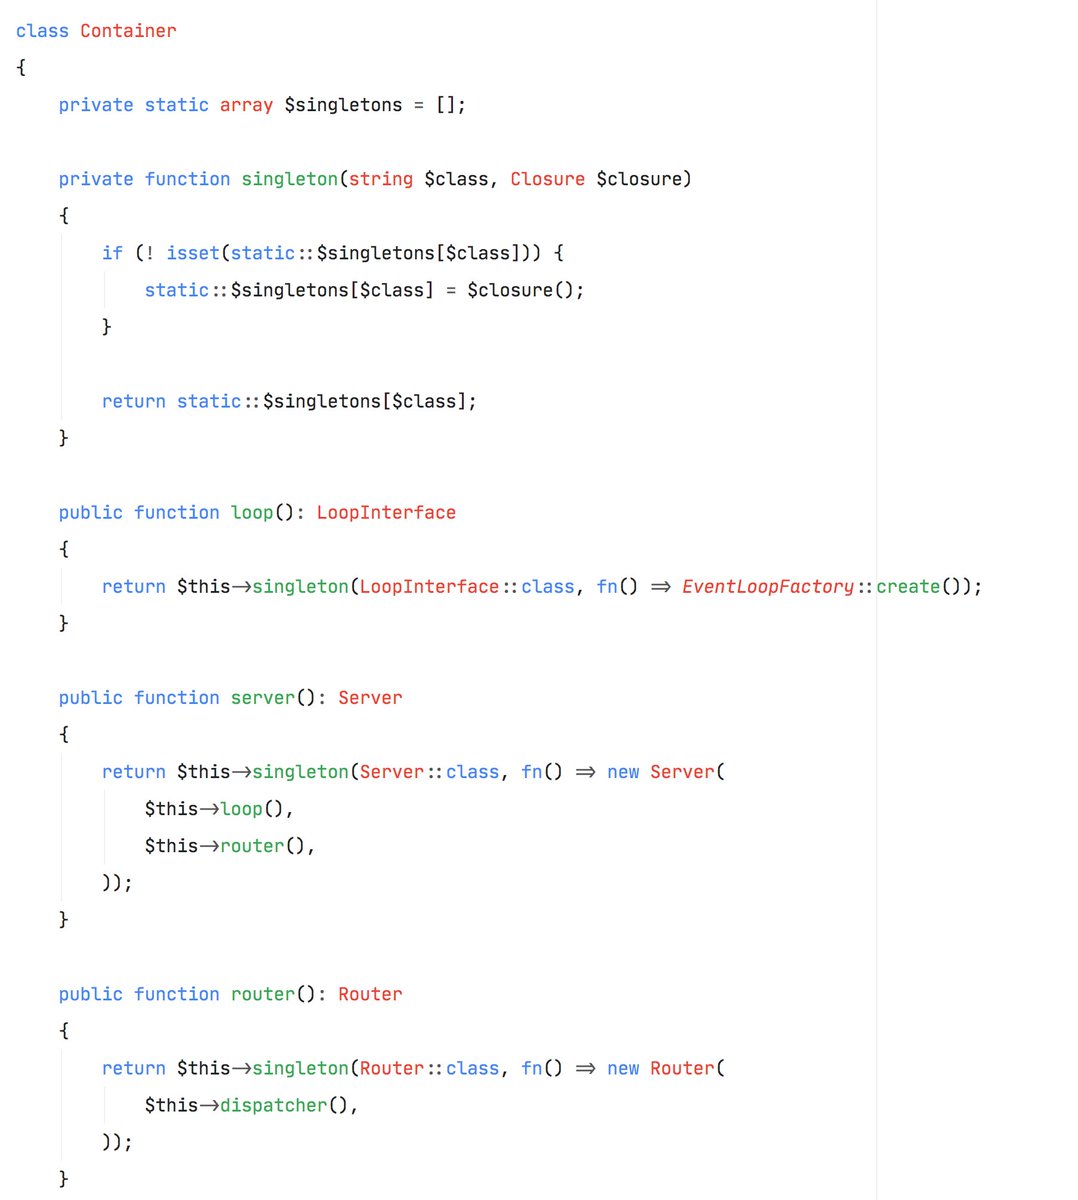 class Container
{
    private static array $singletons = [];

    private function singleton(string $class, Closure $closure)
    {
        if (! isset(static::$singletons[$class])) {
            static::$singletons[$class] = $closure();
        }

        return static::$singletons[$class];
    }

    public function loop(): LoopInterface
    {
        return $this->singleton(LoopInterface::class, fn() => EventLoopFactory::create());
    }

    public function server(): Server
    {
        return $this->singleton(Server::class, fn() => new Server(
            $this->loop(),
            $this->router(),
        ));
    }

    public function router(): Router
    {
        return $this->singleton(Router::class, fn() => new Router(
            $this->dispatcher(),
        ));
    }